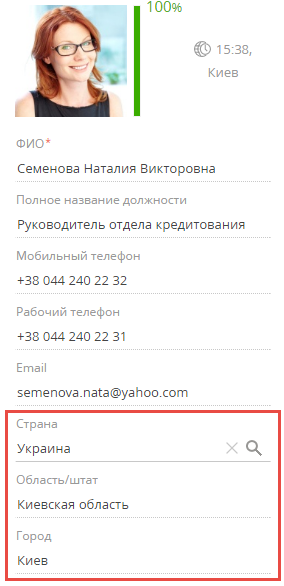 100%
15:38,
Киев
ФИО*
Семенова Наталия Викторовна
Полное название должности
Руководитель отдела кредитования
Мобильный телефон
+38 044 240 22 32
Рабочий телефон
+38 044 240 22 31
Email
semenova.nata@yahoo.com
Страна
Украина
Область/штат
Киевская область
Город
Киев